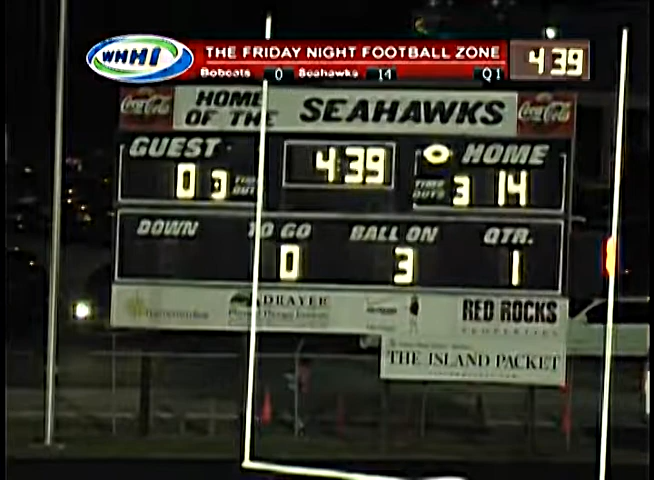 WHHI THE FRIDAY NIGHT FOOTBALL ZONE 4 39
Bobcats 0 Seahawks 14 Q1
Coca-Cola HOME OF THE SEAHAWKS Coca-Cola
GUEST 4:39 HOME
0 3 TIME OUTS TIME OUTS 3 14
DOWN TO GO BALL ON QTR.
0 3 1
DRAYER
RED ROCKS
PROPERTIES
THE ISLAND PACKET